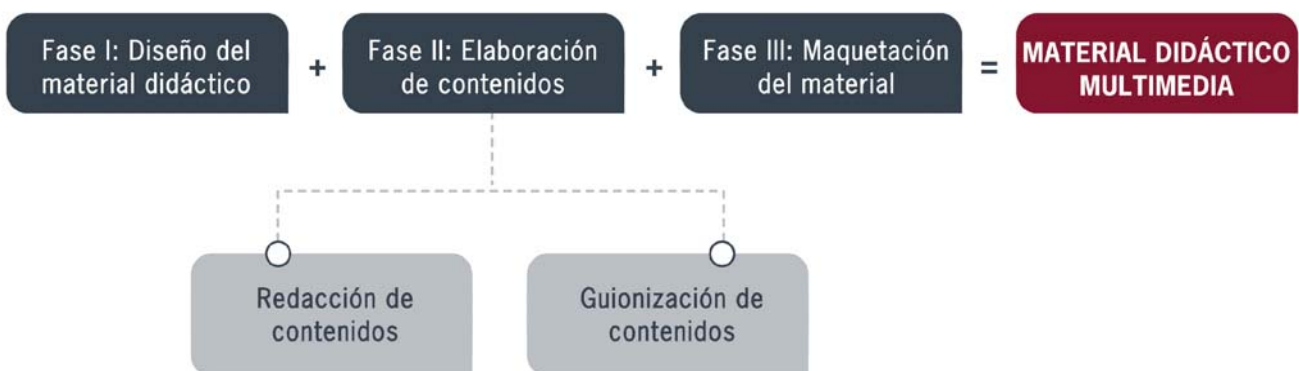 Fase I: Diseño del
material didáctico
+
Fase II: Elaboración
de contenidos
+
Fase III: Maquetación
del material
=
MATERIAL DIDÁCTICO
MULTIMEDIA
Redacción de
contenidos
Guionización de
contenidos